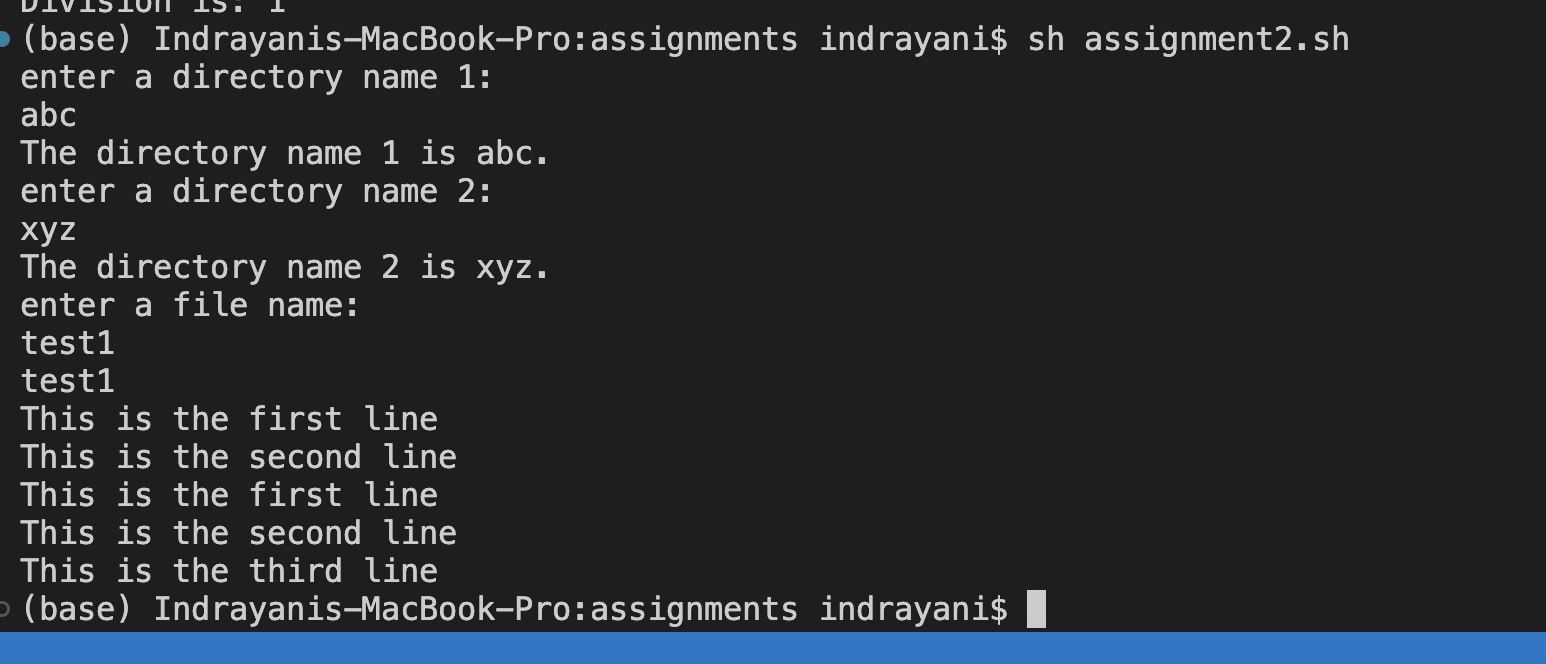 Division is: 1
(base) Indrayanis-MacBook-Pro:assignments indrayani$ sh assignment2.sh
enter a directory name 1:
abc
The directory name 1 is abc.
enter a directory name 2:
xyz
The directory name 2 is xyz.
enter a file name:
test1
test1
This is the first line
This is the second line
This is the first line
This is the second line
This is the third line
(base) Indrayanis-MacBook-Pro:assignments indrayani$